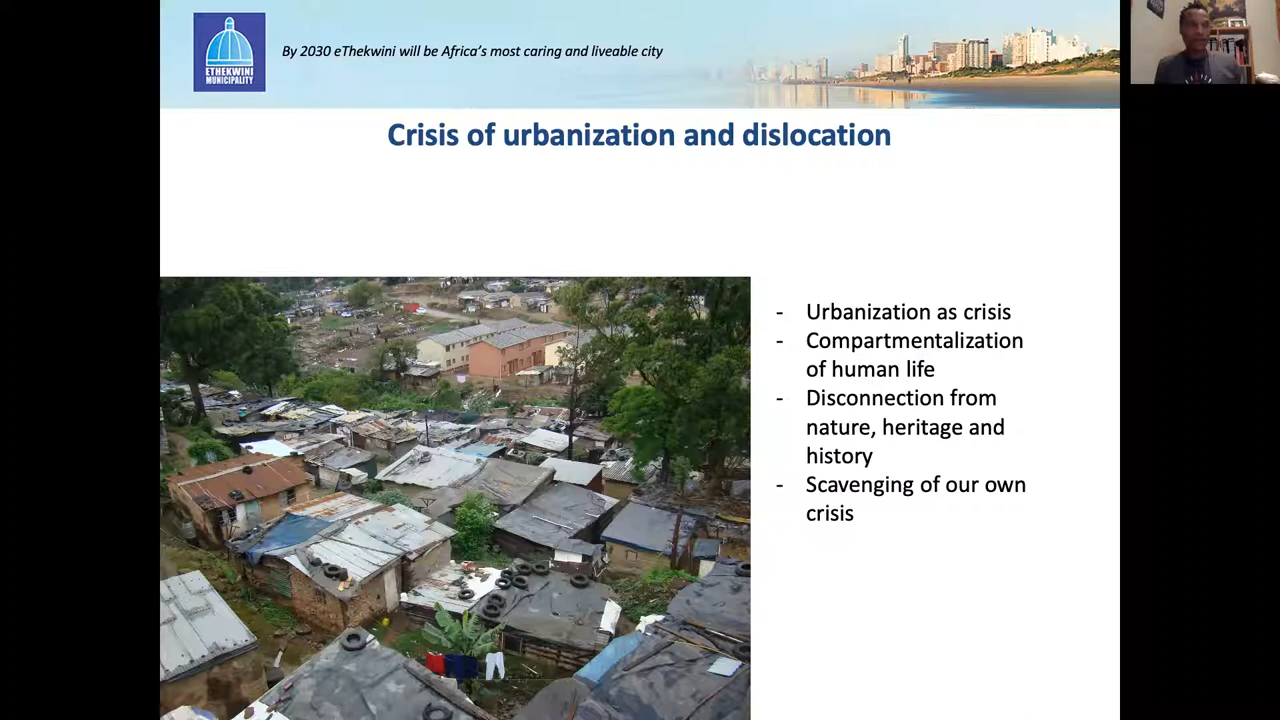 ETHEKWINI
MUNICIPALITY
By 2030 eThekwini will be Africa's most caring and liveable city
Crisis of urbanization and dislocation
- Urbanization as crisis
- Compartmentalization
of human life
- Disconnection from
nature, heritage and
history
- Scavenging of our own
crisis